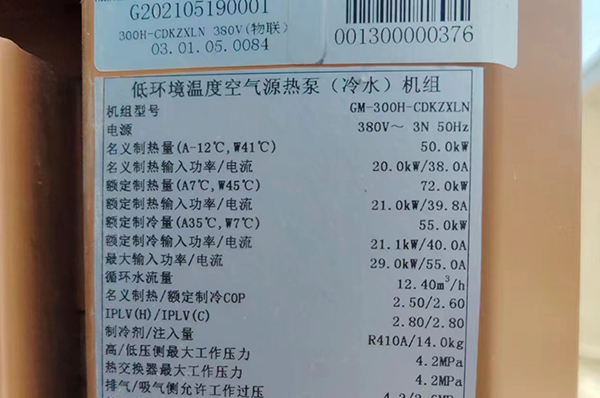 G202105190001
300H-CDKZXLN 380V(物联)
03.01.05.0084
001300000376
低环境温度空气源热泵（冷水）机组
机组型号 GM-300H-CDKZXLN
电源 380V～ 3N 50Hz
名义制热量(A-12℃,W41℃) 50.0kW
名义制热输入功率/电流 20.0kW/38.0A
额定制热量(A7℃,W45℃) 72.0kW
额定制热输入功率/电流 21.0kW/39.8A
额定制冷量(A35℃,W7℃) 55.0kW
额定制冷输入功率/电流 21.1kW/40.0A
最大输入功率/电流 29.0kW/55.0A
循环水流量 12.40m³/h
名义制热/额定制冷COP 2.50/2.60
IPLV(H)/IPLV(C) 2.80/2.80
制冷剂/注入量 R410A/14.0kg
高/低压侧最大工作压力 4.2MPa
热交换器最大工作压力 4.2MPa
排气/吸气侧允许工作过压